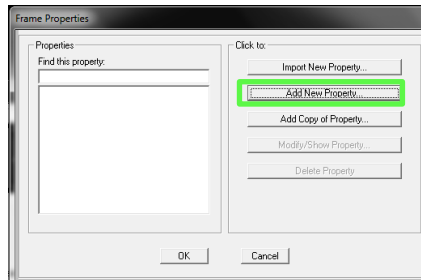 Frame Properties
Properties
Find this property:
Click to:
Import New Property...
Add New Property...
Add Copy of Property...
Modify/Show Property...
Delete Property
OK
Cancel